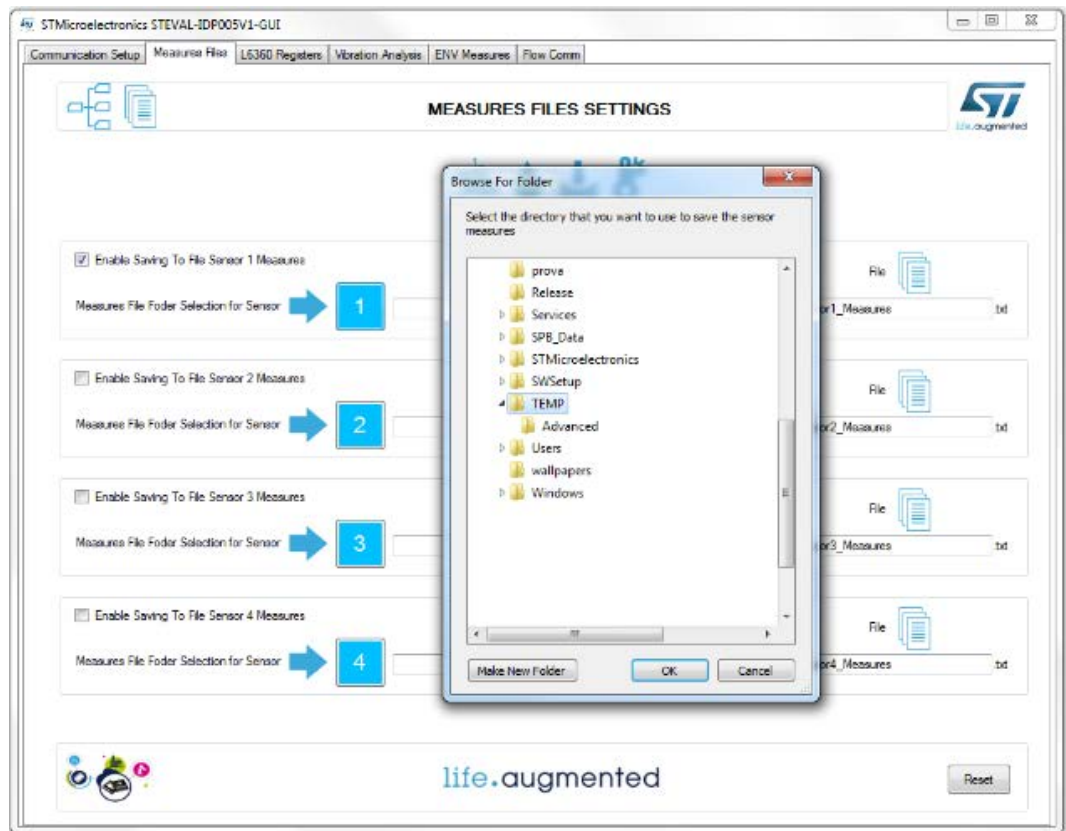 STMicroelectronics STEVAL-IDP005V1-GUI
Communication Setup Measures Files L6360 Registers Vibration Analysis ENV Measures Flow Comm
MEASURES FILES SETTINGS
life.augmented
Browse For Folder
Select the directory that you want to use to save the sensor
measures
prova
Release
Services
SPB_Data
STMicroelectronics
SWSetup
TEMP
Advanced
Users
wallpapers
Windows
Make New Folder OK Cancel
Enable Saving To File Sensor 1 Measures
File
Measures File Foder Selection for Sensor 1 or1_Measures .txt
Enable Saving To File Sensor 2 Measures
File
Measures File Foder Selection for Sensor 2 or2_Measures .txt
Enable Saving To File Sensor 3 Measures
File
Measures File Foder Selection for Sensor 3 or3_Measures .txt
Enable Saving To File Sensor 4 Measures
File
Measures File Foder Selection for Sensor 4 or4_Measures .txt
life.augmented
Reset